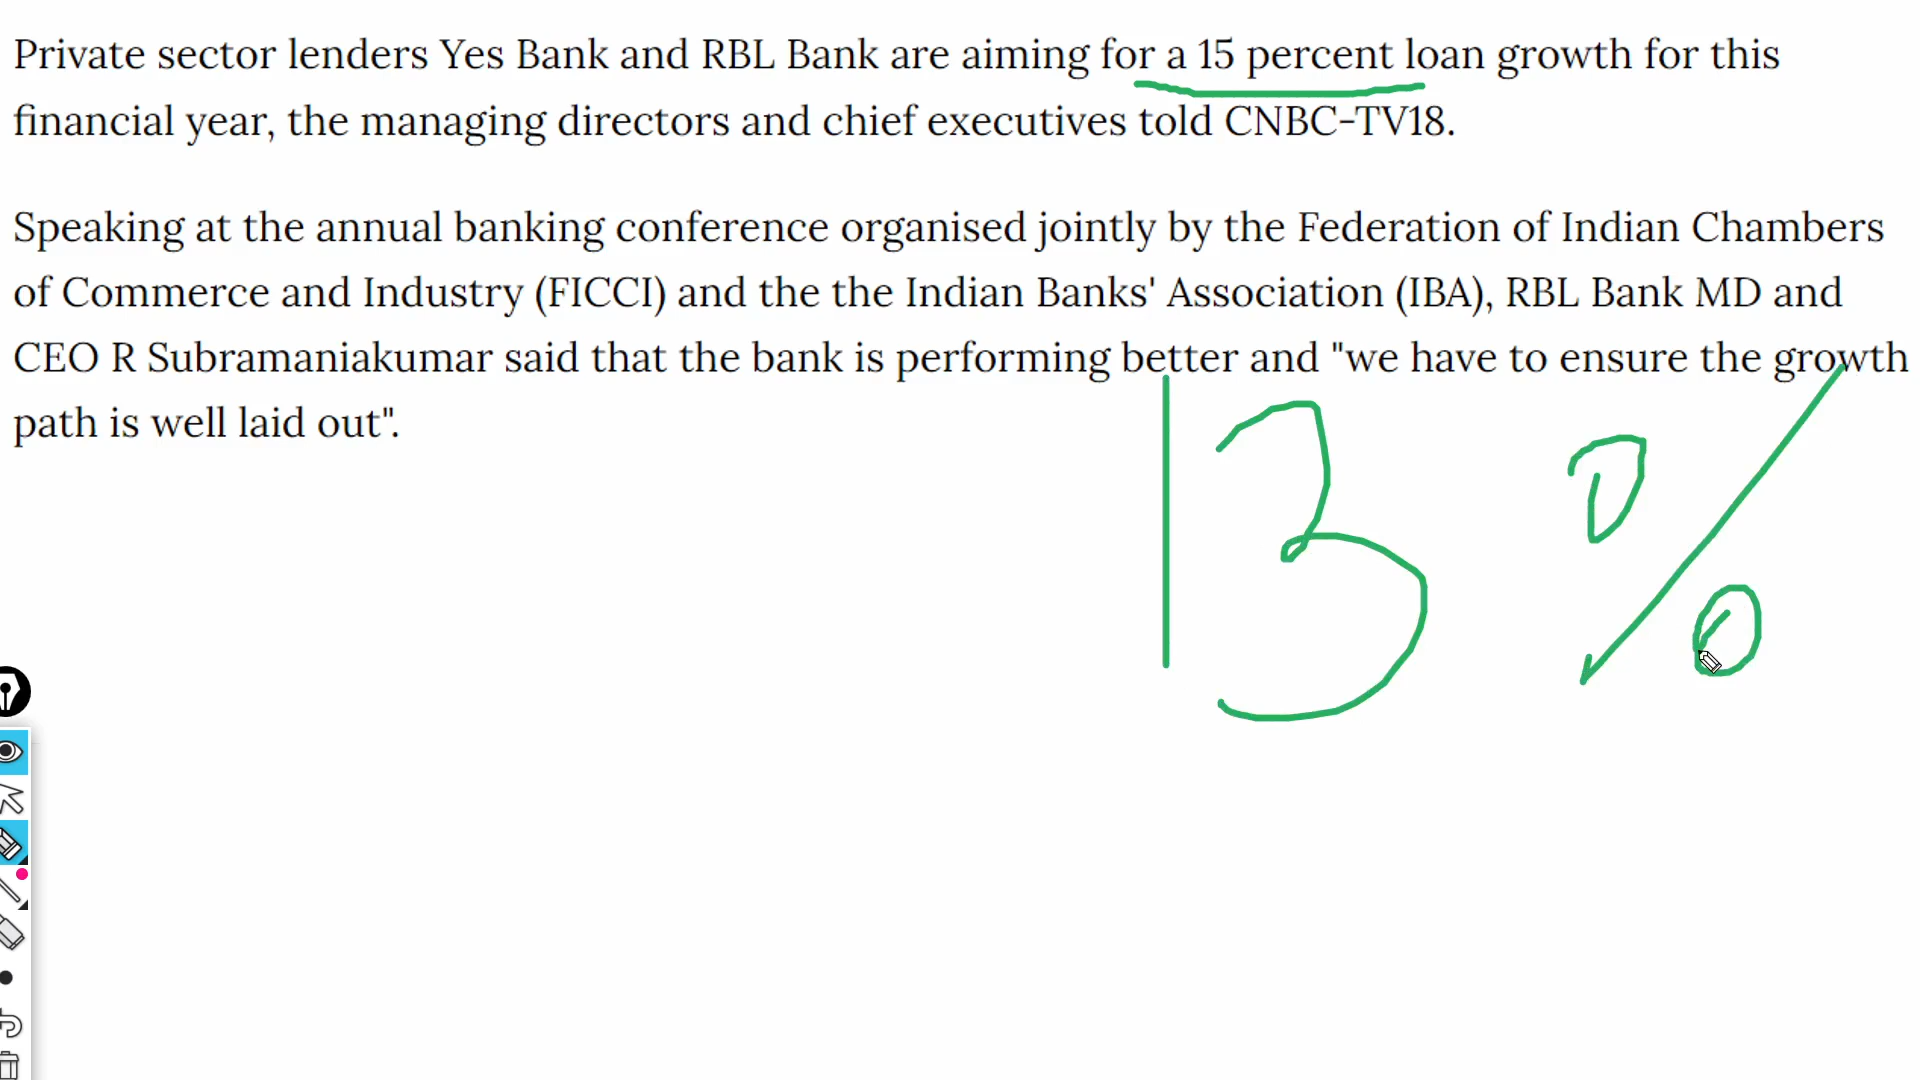 Private sector lenders Yes Bank and RBL Bank are aiming for a 15 percent loan growth for this
financial year, the managing directors and chief executives told CNBC-TV18.
Speaking at the annual banking conference organised jointly by the Federation of Indian Chambers
of Commerce and Industry (FICCI) and the the Indian Banks' Association (IBA), RBL Bank MD and
CEO R Subramaniakumar said that the bank is performing better and "we have to ensure the growth
path is well laid out".
13 %